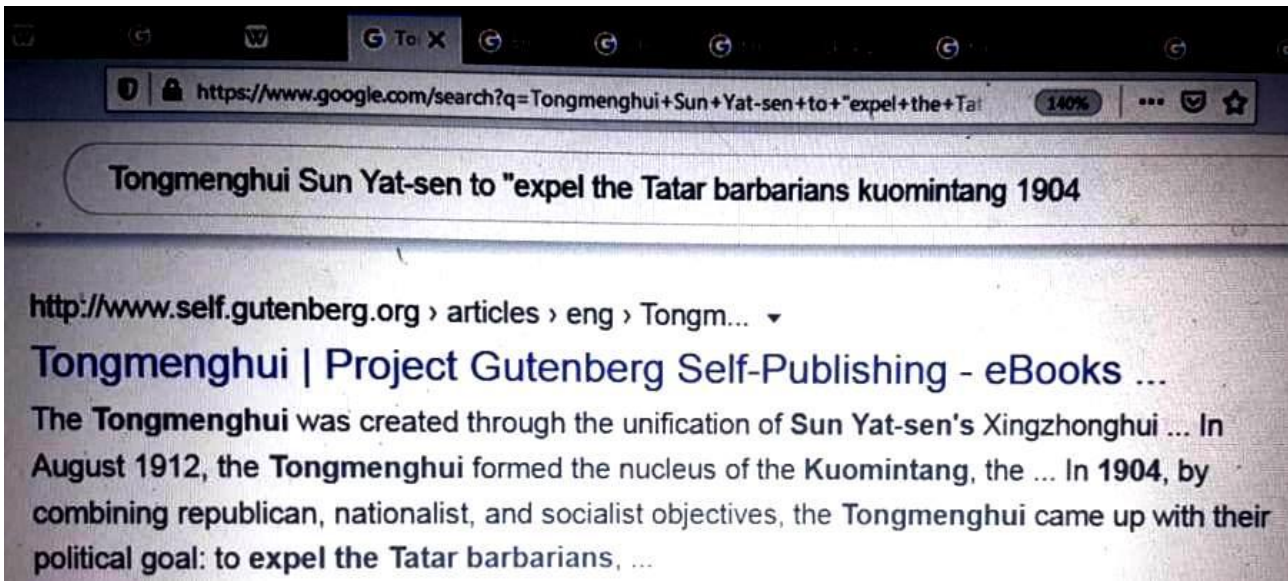 To
https://www.google.com/search?q=Tongmenghui+Sun+Yat-sen+to+"expel+the+Tat
140%
Tongmenghui Sun Yat-sen to "expel the Tatar barbarians kuomintang 1904
http://www.self.gutenberg.org › articles › eng › Tongm...
Tongmenghui | Project Gutenberg Self-Publishing - eBooks ...
The Tongmenghui was created through the unification of Sun Yat-sen's Xingzhonghui ... In
August 1912, the Tongmenghui formed the nucleus of the Kuomintang, the ... In 1904, by
combining republican, nationalist, and socialist objectives, the Tongmenghui came up with their
political goal: to expel the Tatar barbarians, ...